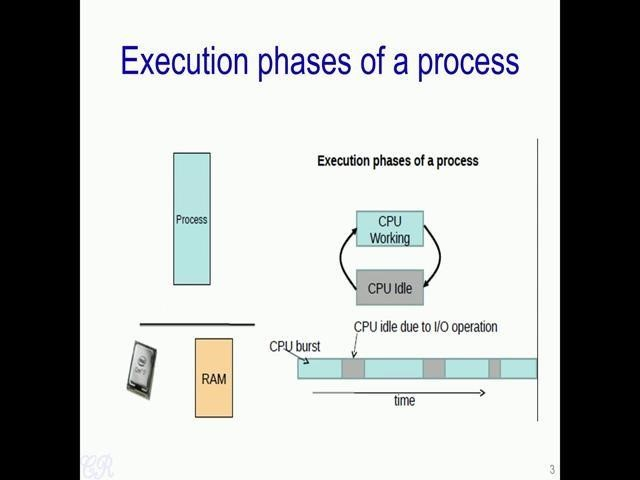 Execution phases of a process
Process
Execution phases of a process
CPU
Working
CPU Idle
CPU idle due to I/O operation
CPU burst
RAM
time
CR
3